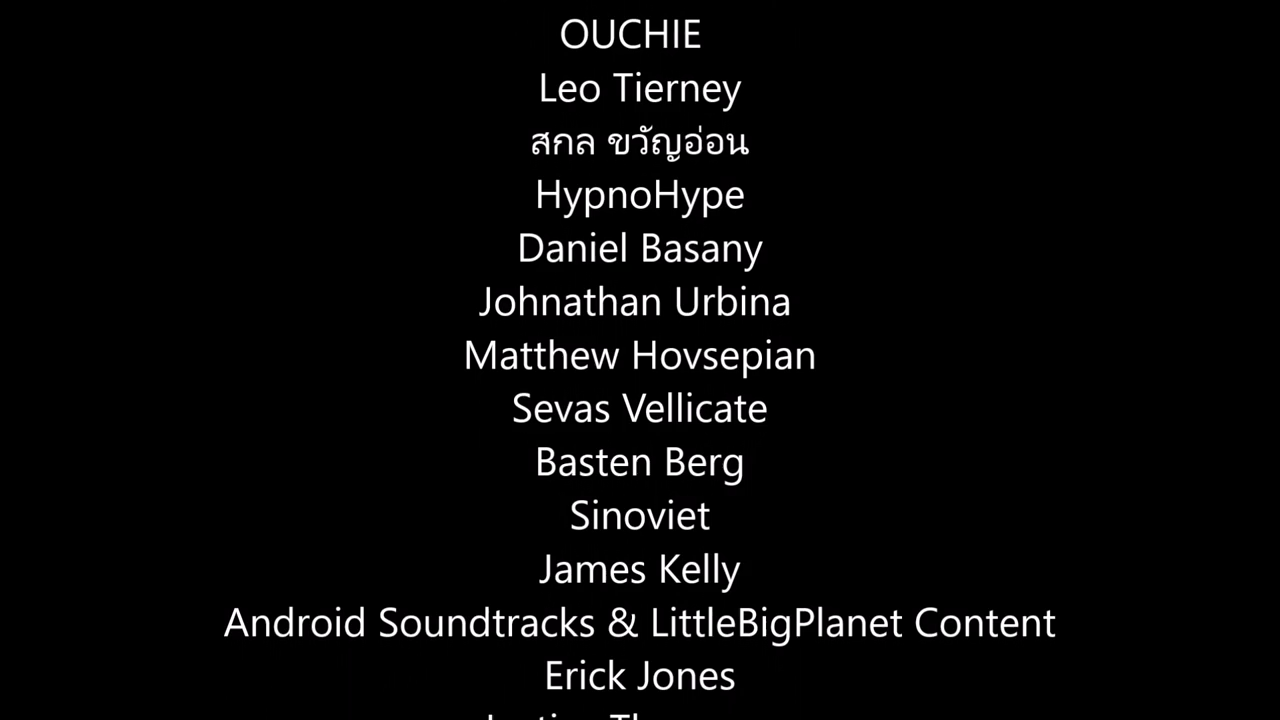 OUCHIE
Leo Tierney
สกล ขวัญอ่อน
HypnoHype
Daniel Basany
Johnathan Urbina
Matthew Hovsepian
Sevas Vellicate
Basten Berg
Sinoviet
James Kelly
Android Soundtracks & LittleBigPlanet Content
Erick Jones